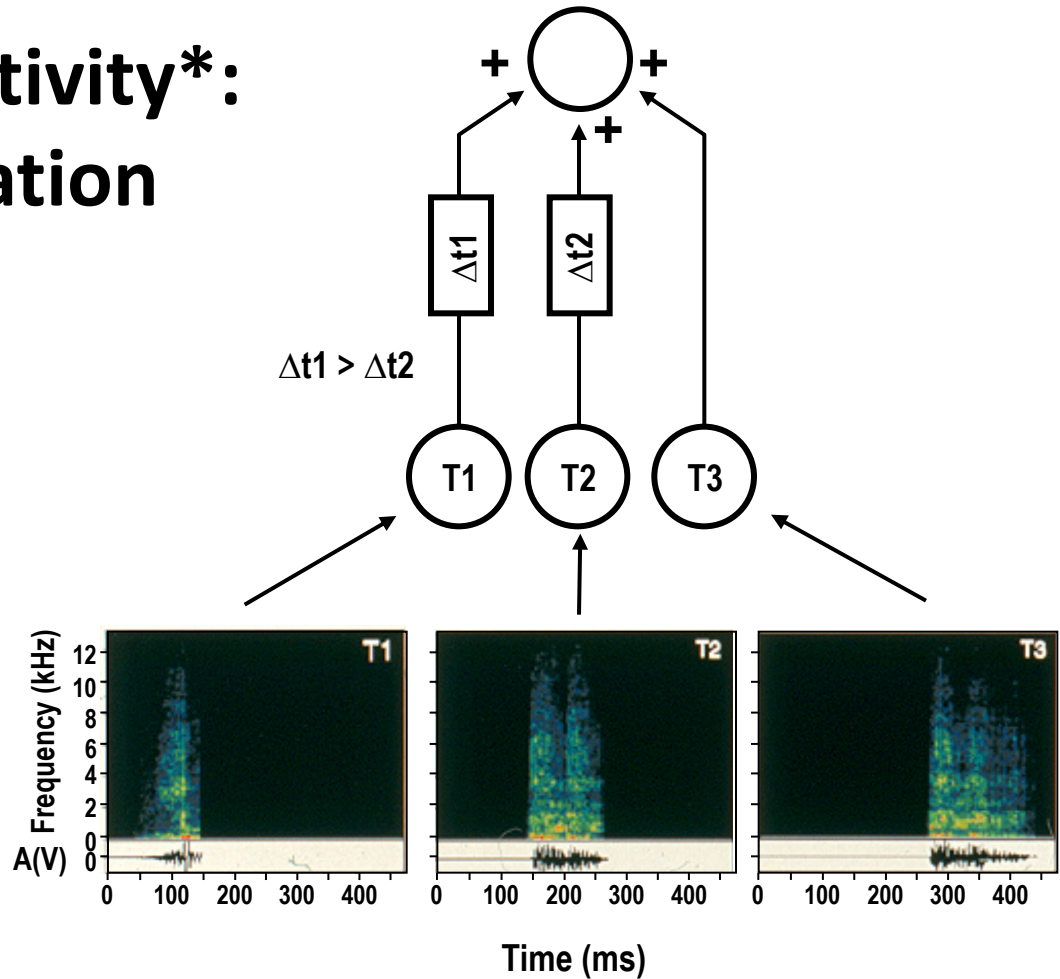 tivity*:
ation
+ +
+
Δt1 Δt2
Δt1 > Δt2
T1 T2 T3
T1 T2 T3
Frequency (kHz)
12
10
8
6
4
2
0
A(V) 0
0 100 200 300 400 0 100 200 300 400 0 100 200 300 400
Time (ms)